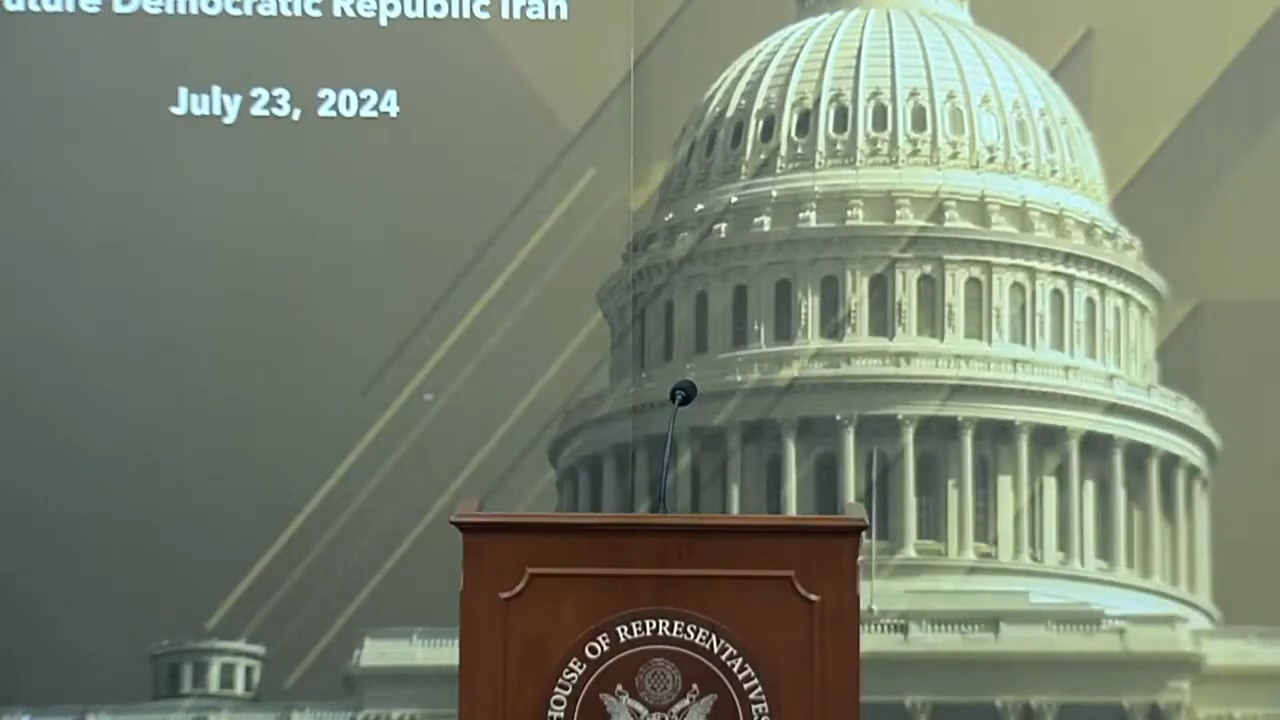 Democratic Republic Iran
July 23, 2024
HOUSE OF REPRESENTATIVES